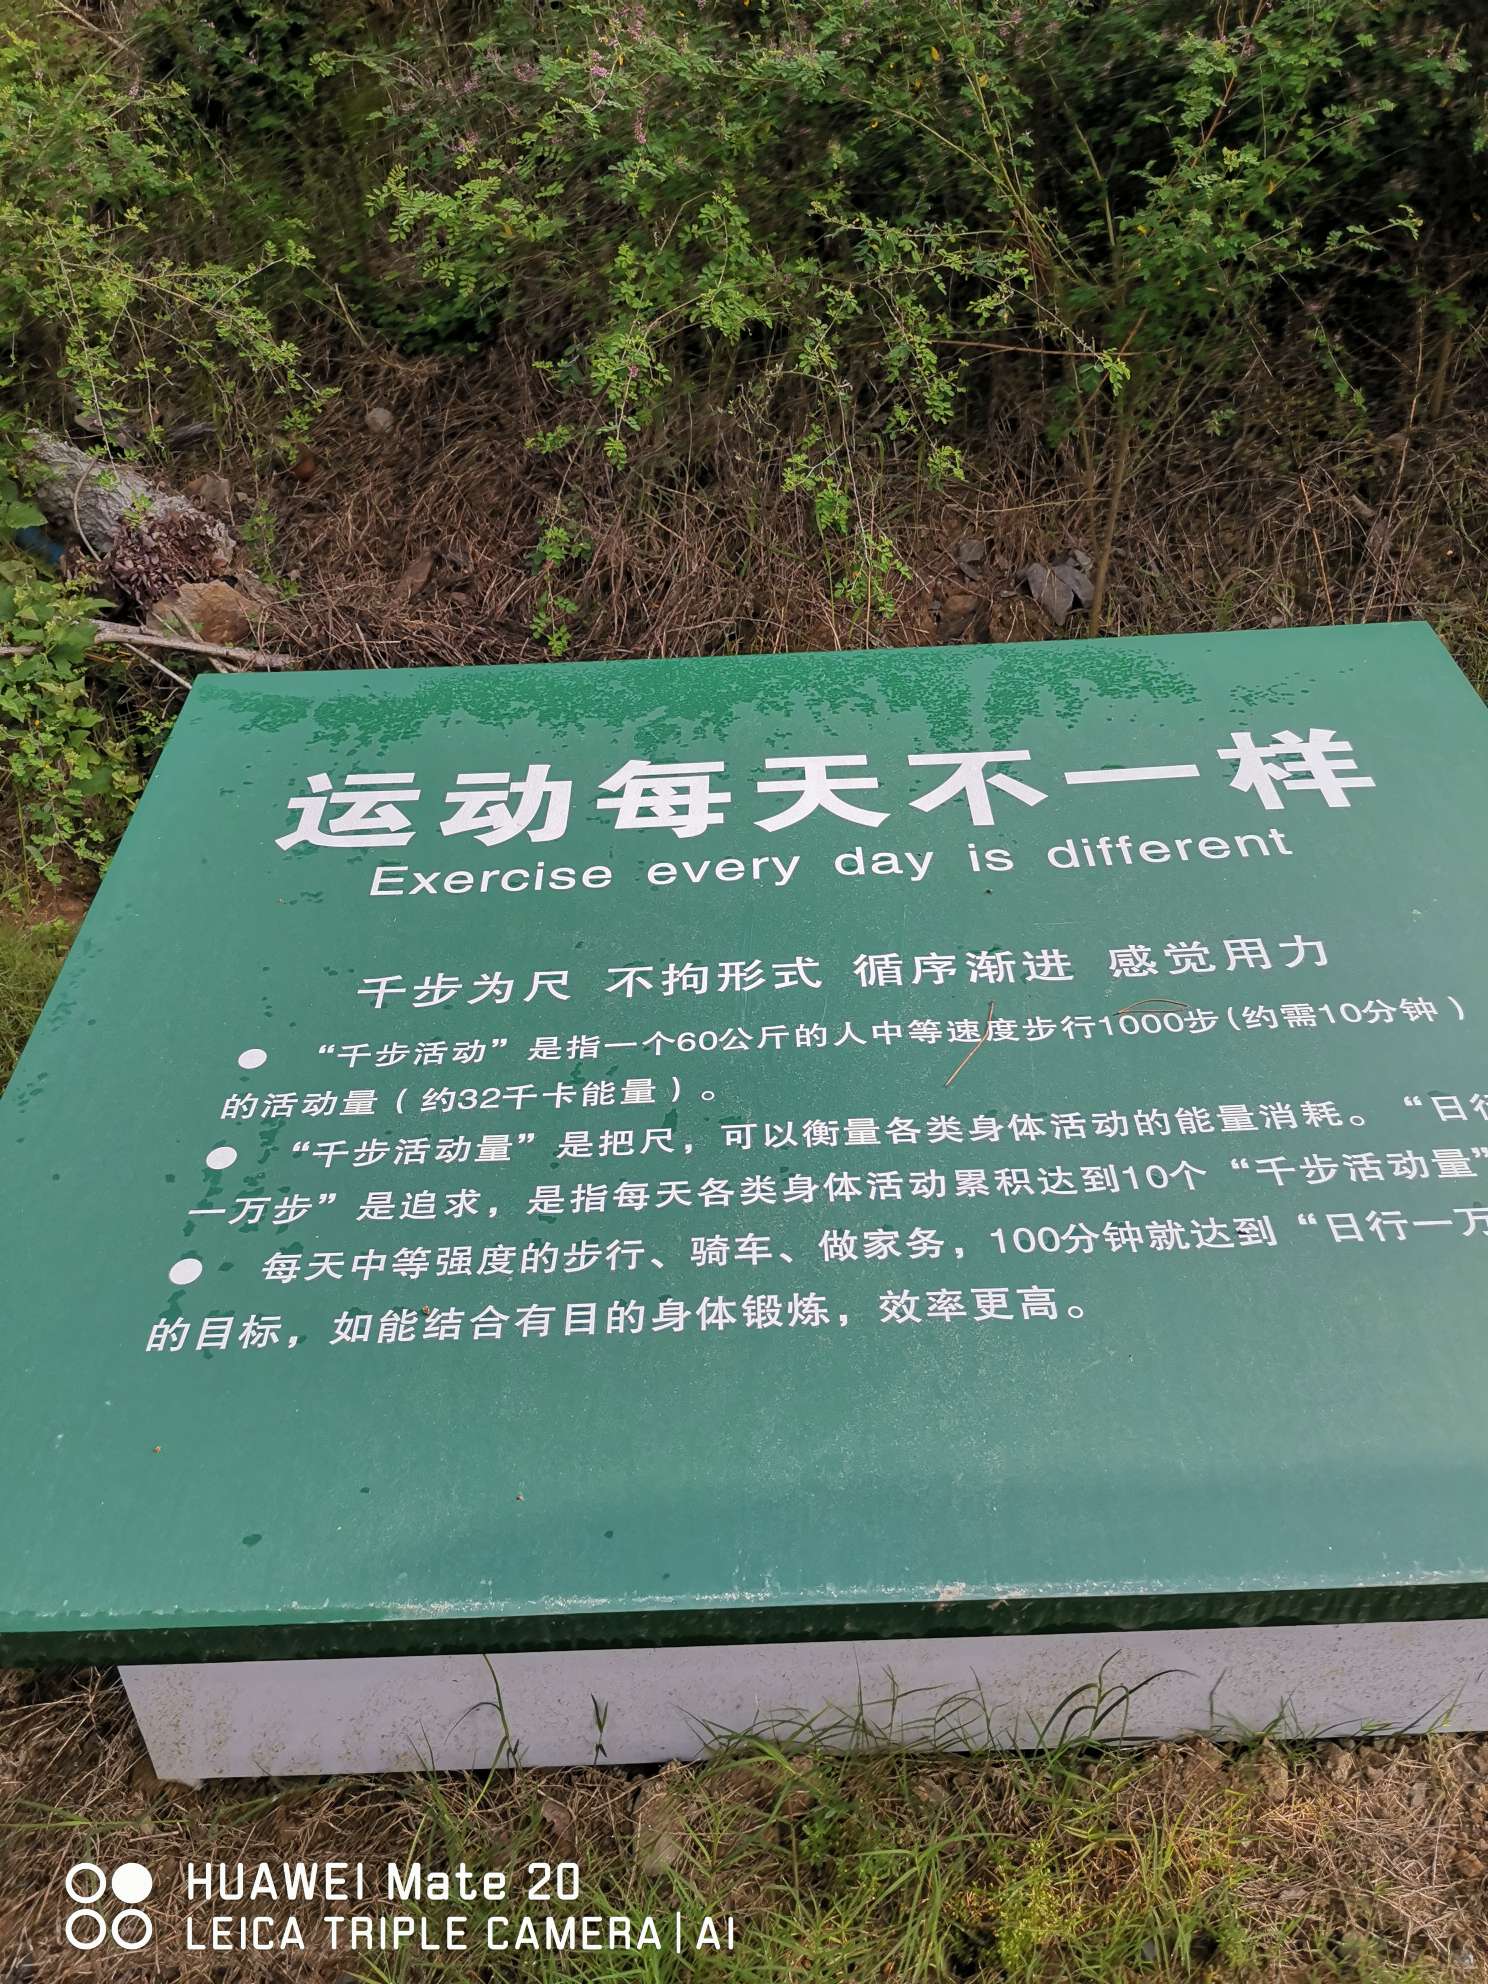 运动每天不一样
Exercise every day is different
千步为尺 不拘形式 循序渐进 感觉用力
● “千步活动”是指一个60公斤的人中等速度步行1000步(约需10分钟)
的活动量(约32千卡能量)。
● “千步活动量”是把尺，可以衡量各类身体活动的能量消耗。“日行
一万步”是追求，是指每天各类身体活动累积达到10个“千步活动量”
● 每天中等强度的步行、骑车、做家务，100分钟就达到“日行一万
的目标，如能结合有目的身体锻炼，效率更高。
HUAWEI Mate 20
LEICA TRIPLE CAMERA | AI